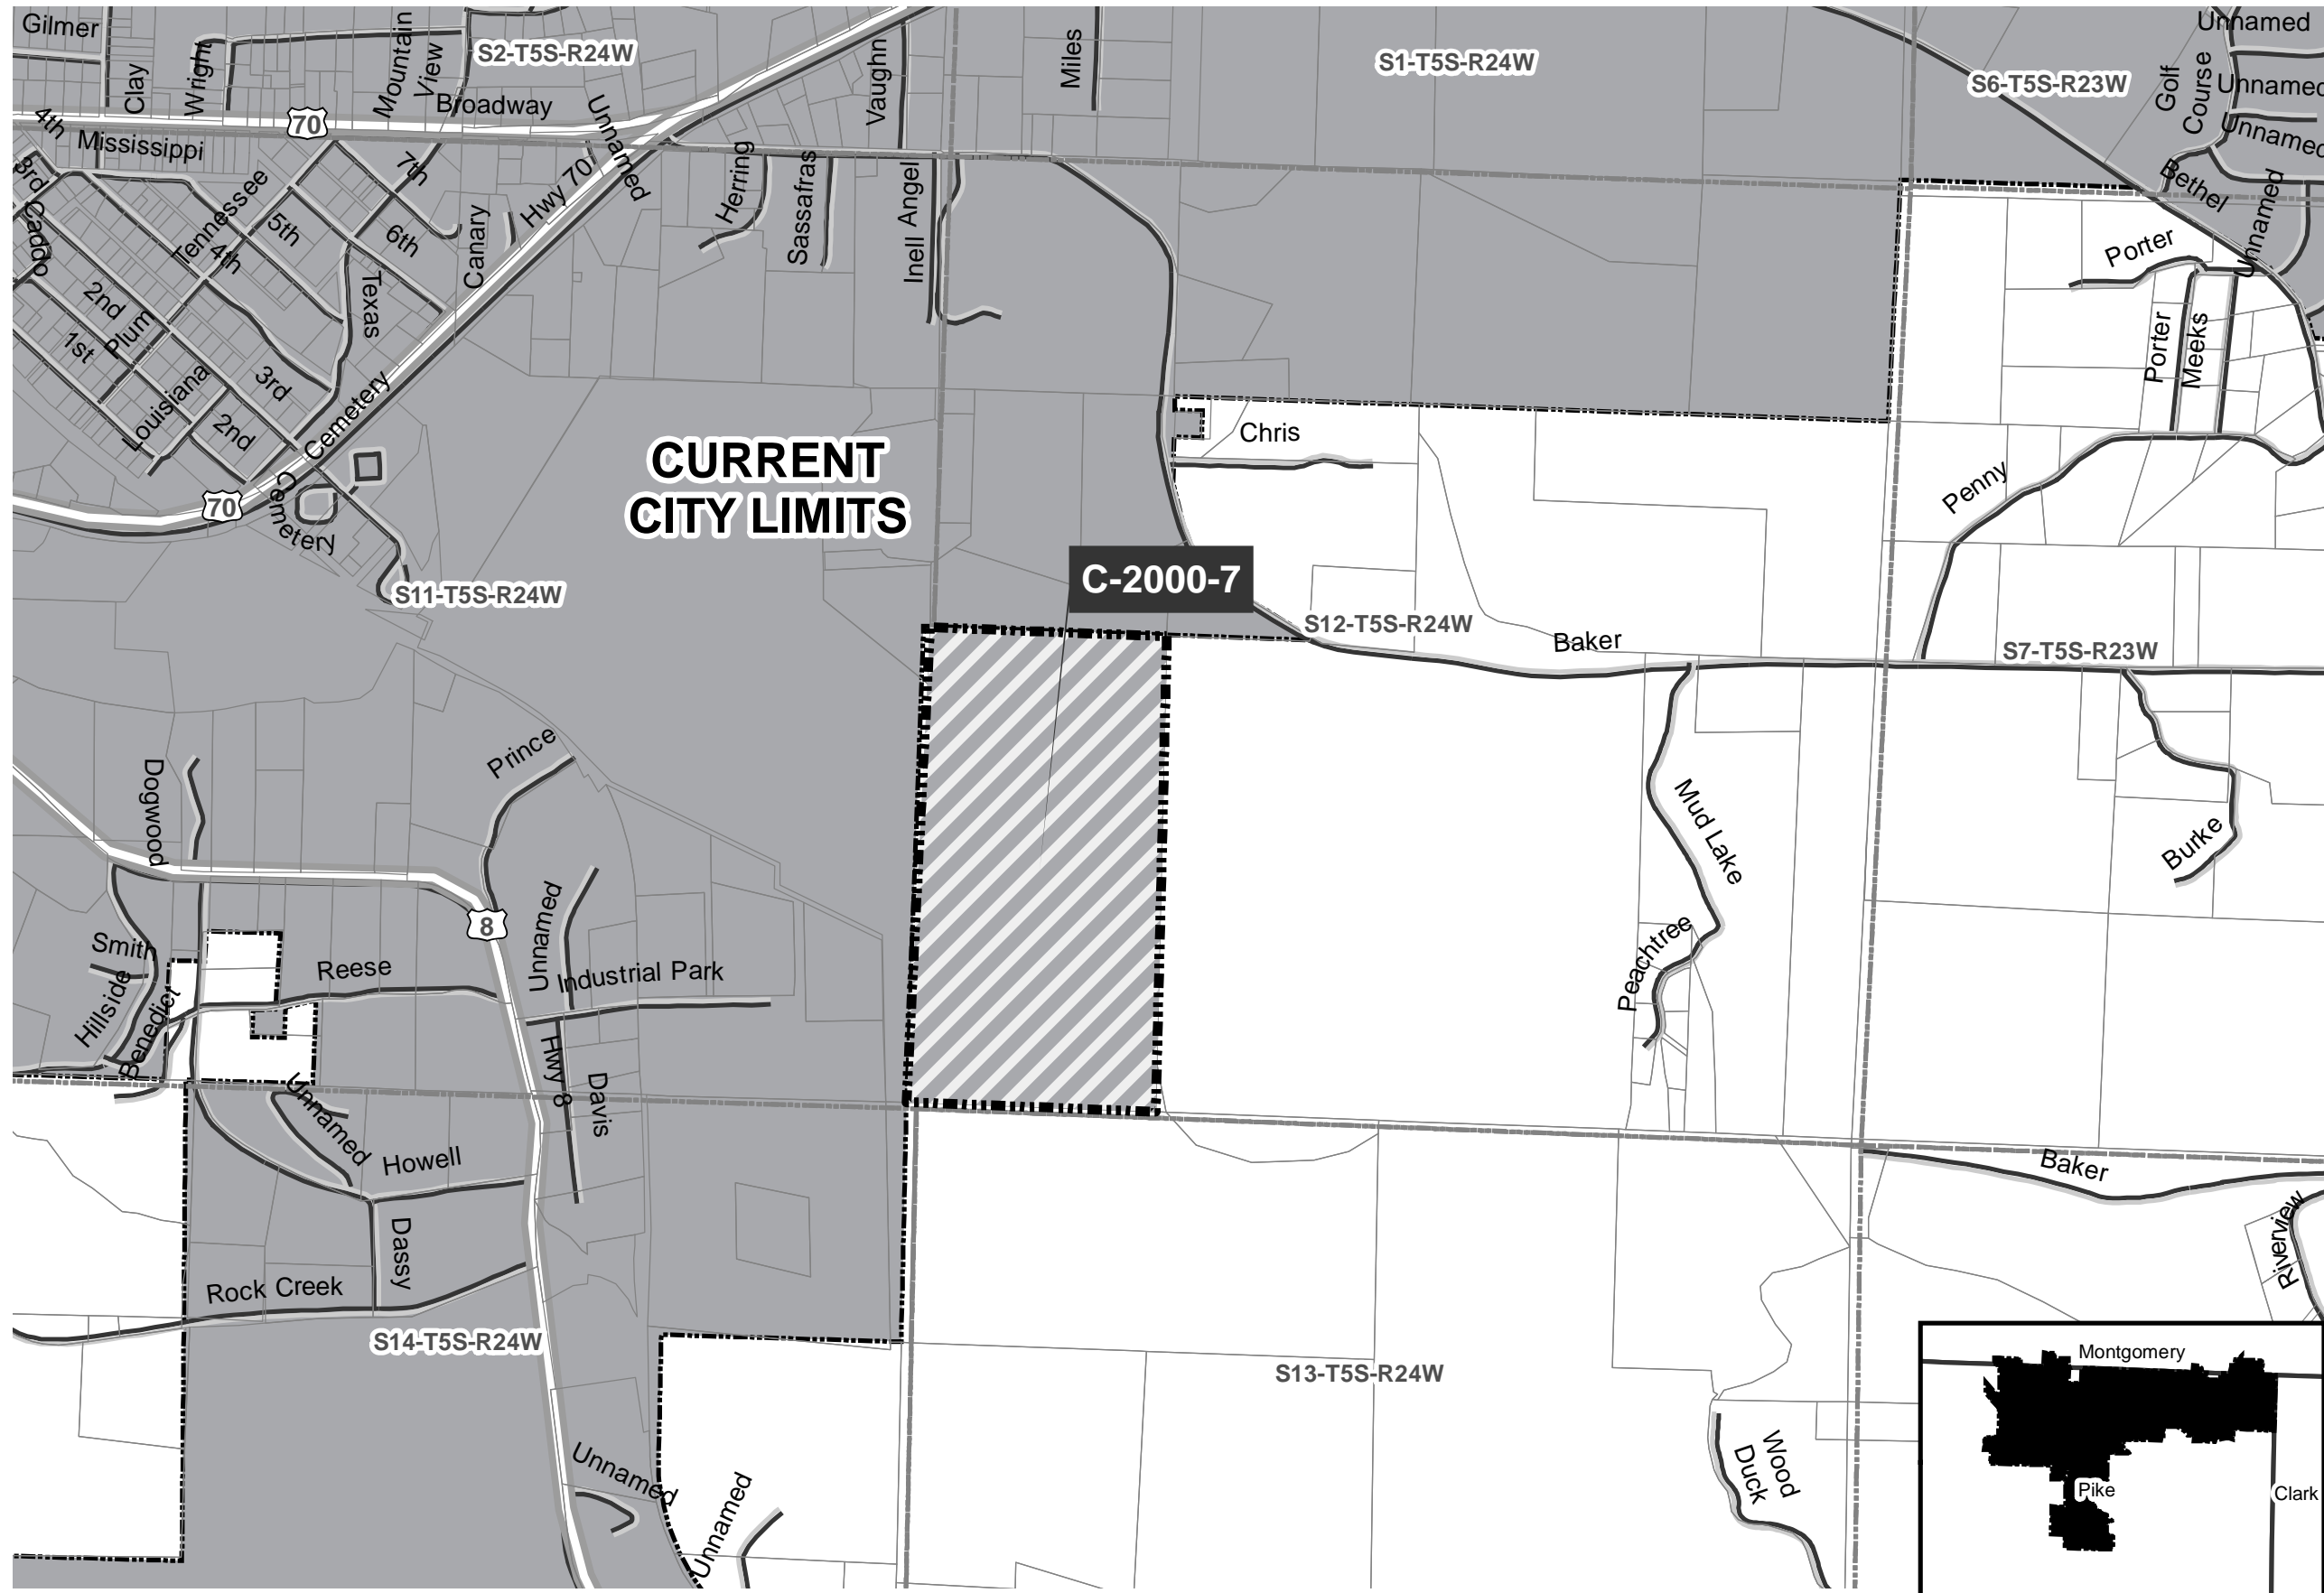 Gilmer
Clay
Wright
Mountain
View
S2-T5S-R24W
Broadway
Unnamed
Vaughn
Miles
S1-T5S-R24W
S6-T5S-R23W
Golf
Course
Unnamed
Unnamed
Unnamed
4th
Mississippi
70
3rd
Caddo
Tennessee
7th
5th
4th
6th
Canary
Hwy 70
Herring
Sassafras
Inell Angel
Bethel
Unnamed
Porter
Texas
2nd
Plum
1st
3rd
Louisiana
2nd
Cemetery
Porter
Meeks
CURRENT
CITY LIMITS
Chris
70
Cemetery
Penny
C-2000-7
S11-T5S-R24W
S12-T5S-R24W
Baker
S7-T5S-R23W
Prince
Dogwood
Mud Lake
Burke
8
Unnamed
Smith
Reese
Industrial Park
Peachtree
Hillside
Benedict
Hwy 8
Davis
Unnamed
Howell
Baker
Dassy
Riverview
Rock Creek
S14-T5S-R24W
S13-T5S-R24W
Montgomery
Unnamed
Unnamed
Wood
Duck
Pike
Clark